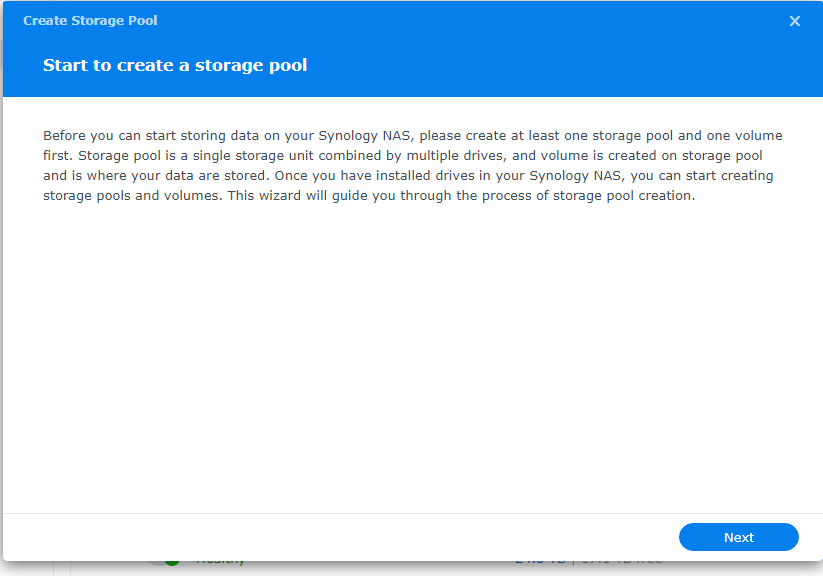 Create Storage Pool
Start to create a storage pool
Before you can start storing data on your Synology NAS, please create at least one storage pool and one volume
first. Storage pool is a single storage unit combined by multiple drives, and volume is created on storage pool
and is where your data are stored. Once you have installed drives in your Synology NAS, you can start creating
storage pools and volumes. This wizard will guide you through the process of storage pool creation.
Next
Healthy